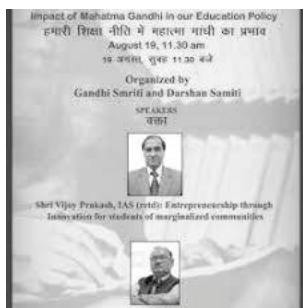 Impact of Mahatma Gandhi in our Education Policy
हमारी शिक्षा नीति में महात्मा गांधी का प्रभाव
August 19, 11.30 am
19 अगस्त, सुबह 11.30 बजे
Organized by
Gandhi Smriti and Darshan Samiti
SPEAKERS
वक्ता
Shri Vijoy Prakash, IAS (retd): Entrepreneurship through
Innovation for students of marginalized communities